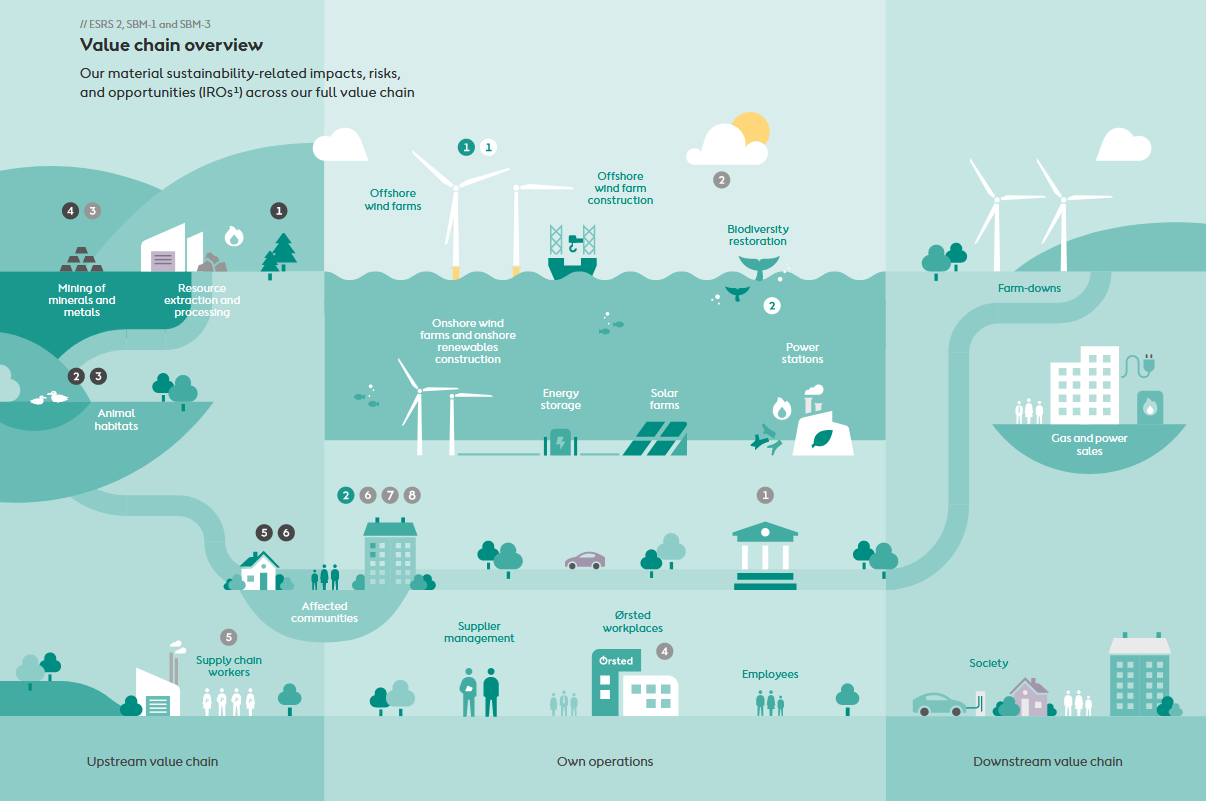 // ESRS 2, SBM-1 and SBM-3
Value chain overview
Our material sustainability-related impacts, risks,
and opportunities (IROs¹) across our full value chain
1 1
Offshore
wind farms
Offshore
wind farm
construction
2
Biodiversity
restoration
2
4 3
1
Mining of
minerals and
metals
Resource
extraction and
processing
Farm-downs
Onshore wind
farms and onshore
renewables
construction
Power
stations
2 3
Animal
habitats
Energy
storage
Solar
farms
Gas and power
sales
2 6 7 8
1
5 6
Affected
communities
Supplier
management
Ørsted
workplaces
5
Supply chain
workers
4
Ørsted
Employees
Society
Upstream value chain
Own operations
Downstream value chain